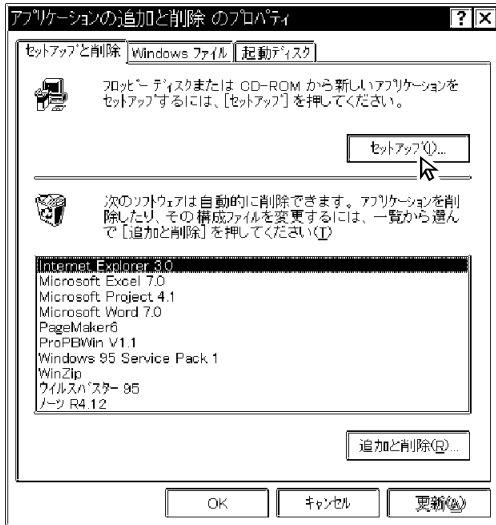 アプリケーションの追加と削除 のプロパティ
セットアップと削除 Windows ファイル 起動ディスク
フロッピー ディスクまたは CD-ROM から新しいアプリケーションを
セットアップするには、[セットアップ] を押してください。
セットアップ(I)...
次のソフトウェアは自動的に削除できます。アプリケーションを削
除したり、その構成ファイルを変更するには、一覧から選ん
で [追加と削除] を押してください(T)
Internet Explorer 3.0
Microsoft Excel 7.0
Microsoft Project 4.1
Microsoft Word 7.0
PageMaker6
ProPBWin V1.1
Windows 95 Service Pack 1
WinZip
ウイルスバスター 95
ノーツ R4.12
追加と削除(R)...
OK キャンセル 更新(A)